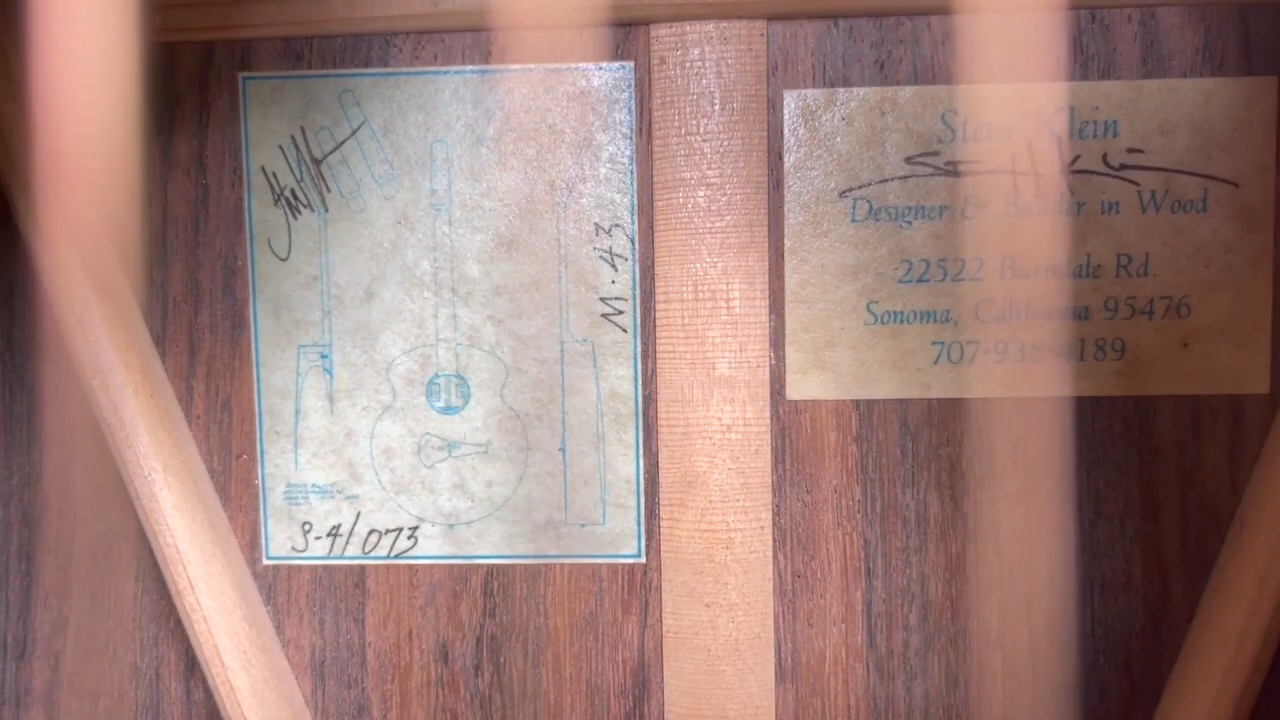 M-43
S-4/073
Steve Klein
Designer & Builder in Wood
22522 Burndale Rd.
Sonoma, California 95476
707-938-4189